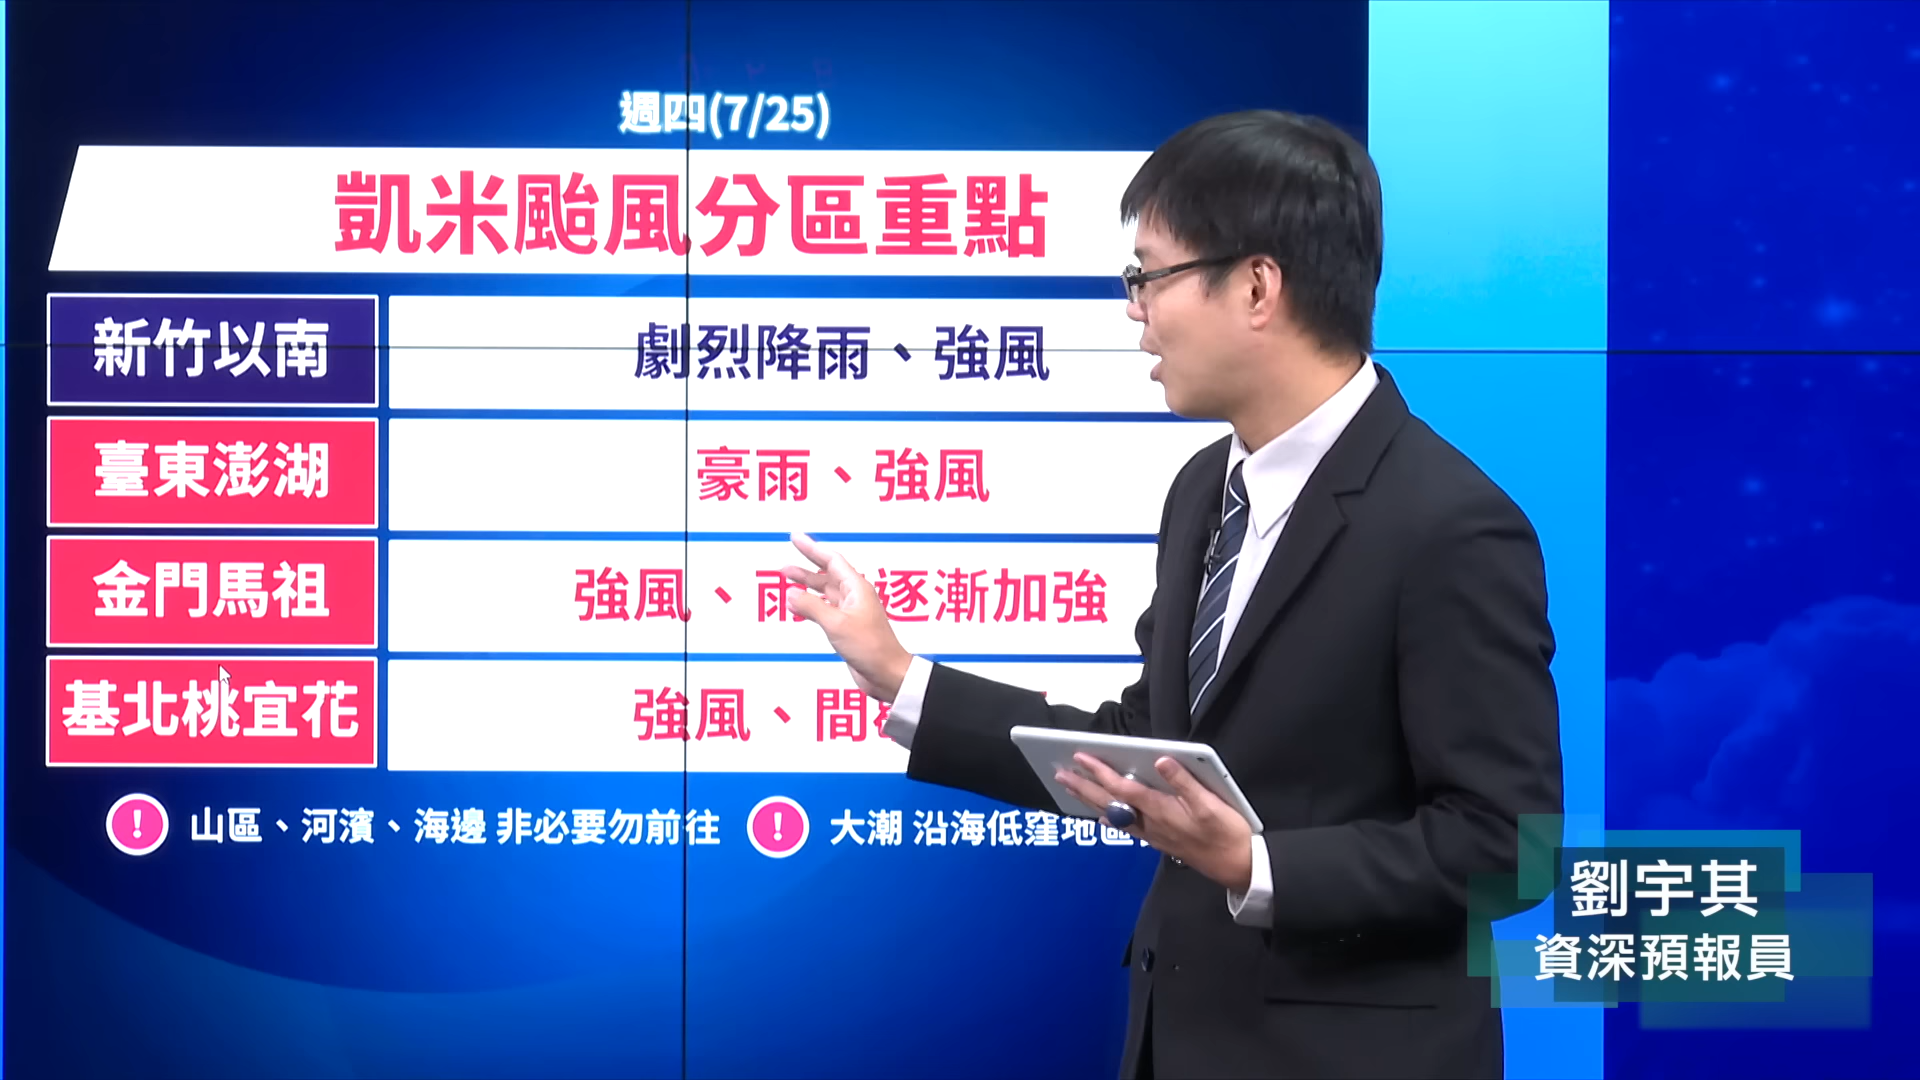 週四(7/25)
凱米颱風分區重點
新竹以南 劇烈降雨、強風
臺東澎湖 豪雨、強風
金門馬祖 強風、雨 逐漸加強
基北桃宜花 強風、間
! 山區、河濱、海邊 非必要勿前往 ! 大潮 沿海低窪地區
劉宇其
資深預報員